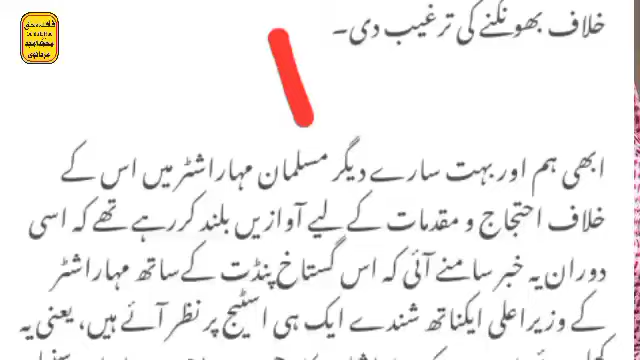 خلاف بھونکنے کی ترغیب دی۔
ابھی ہم اور بہت سارے دیگر مسلمان مہاراشٹر میں اس کے
خلاف احتجاج و مقدمات کے لیے آوازیں بلند کر رہے تھے کہ اسی
دوران یہ خبر سامنے آئی کہ اس گستاخ پنڈت کے ساتھ مہاراشٹر
کے وزیراعلی ایکناتھ شندے ایک ہی اسٹیج پر نظر آئے ہیں، یعنی یہ